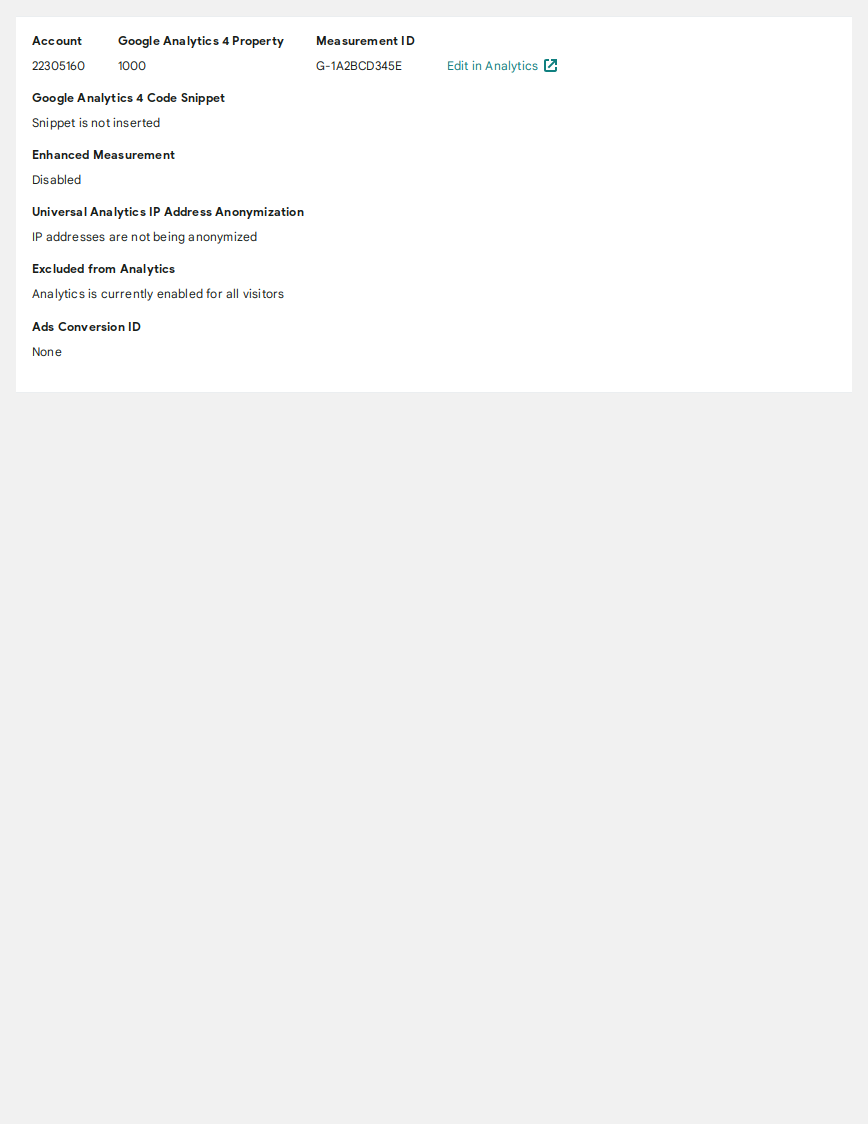 Account Google Analytics 4 Property Measurement ID
22305160 1000 G-1A2BCD345E Edit in Analytics
Google Analytics 4 Code Snippet
Snippet is not inserted
Enhanced Measurement
Disabled
Universal Analytics IP Address Anonymization
IP addresses are not being anonymized
Excluded from Analytics
Analytics is currently enabled for all visitors
Ads Conversion ID
None